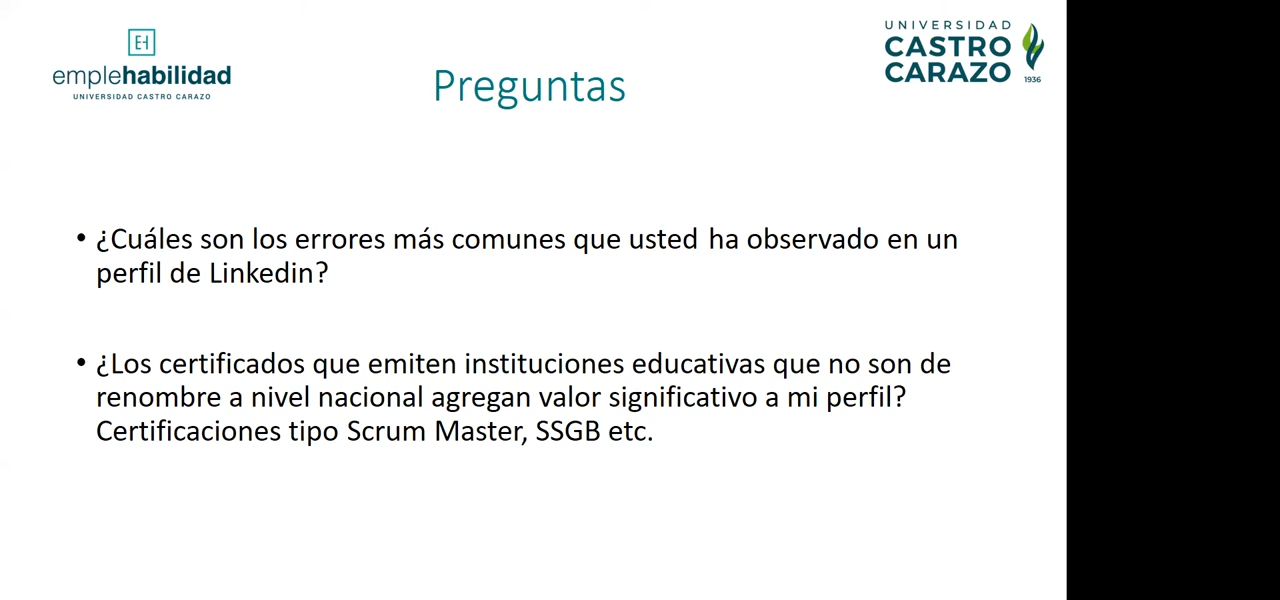 EH
emplehabilidad
UNIVERSIDAD CASTRO CARAZO
Preguntas
UNIVERSIDAD
CASTRO
CARAZO
1936
• ¿Cuáles son los errores más comunes que usted ha observado en un
perfil de Linkedin?
• ¿Los certificados que emiten instituciones educativas que no son de
renombre a nivel nacional agregan valor significativo a mi perfil?
Certificaciones tipo Scrum Master, SSGB etc.